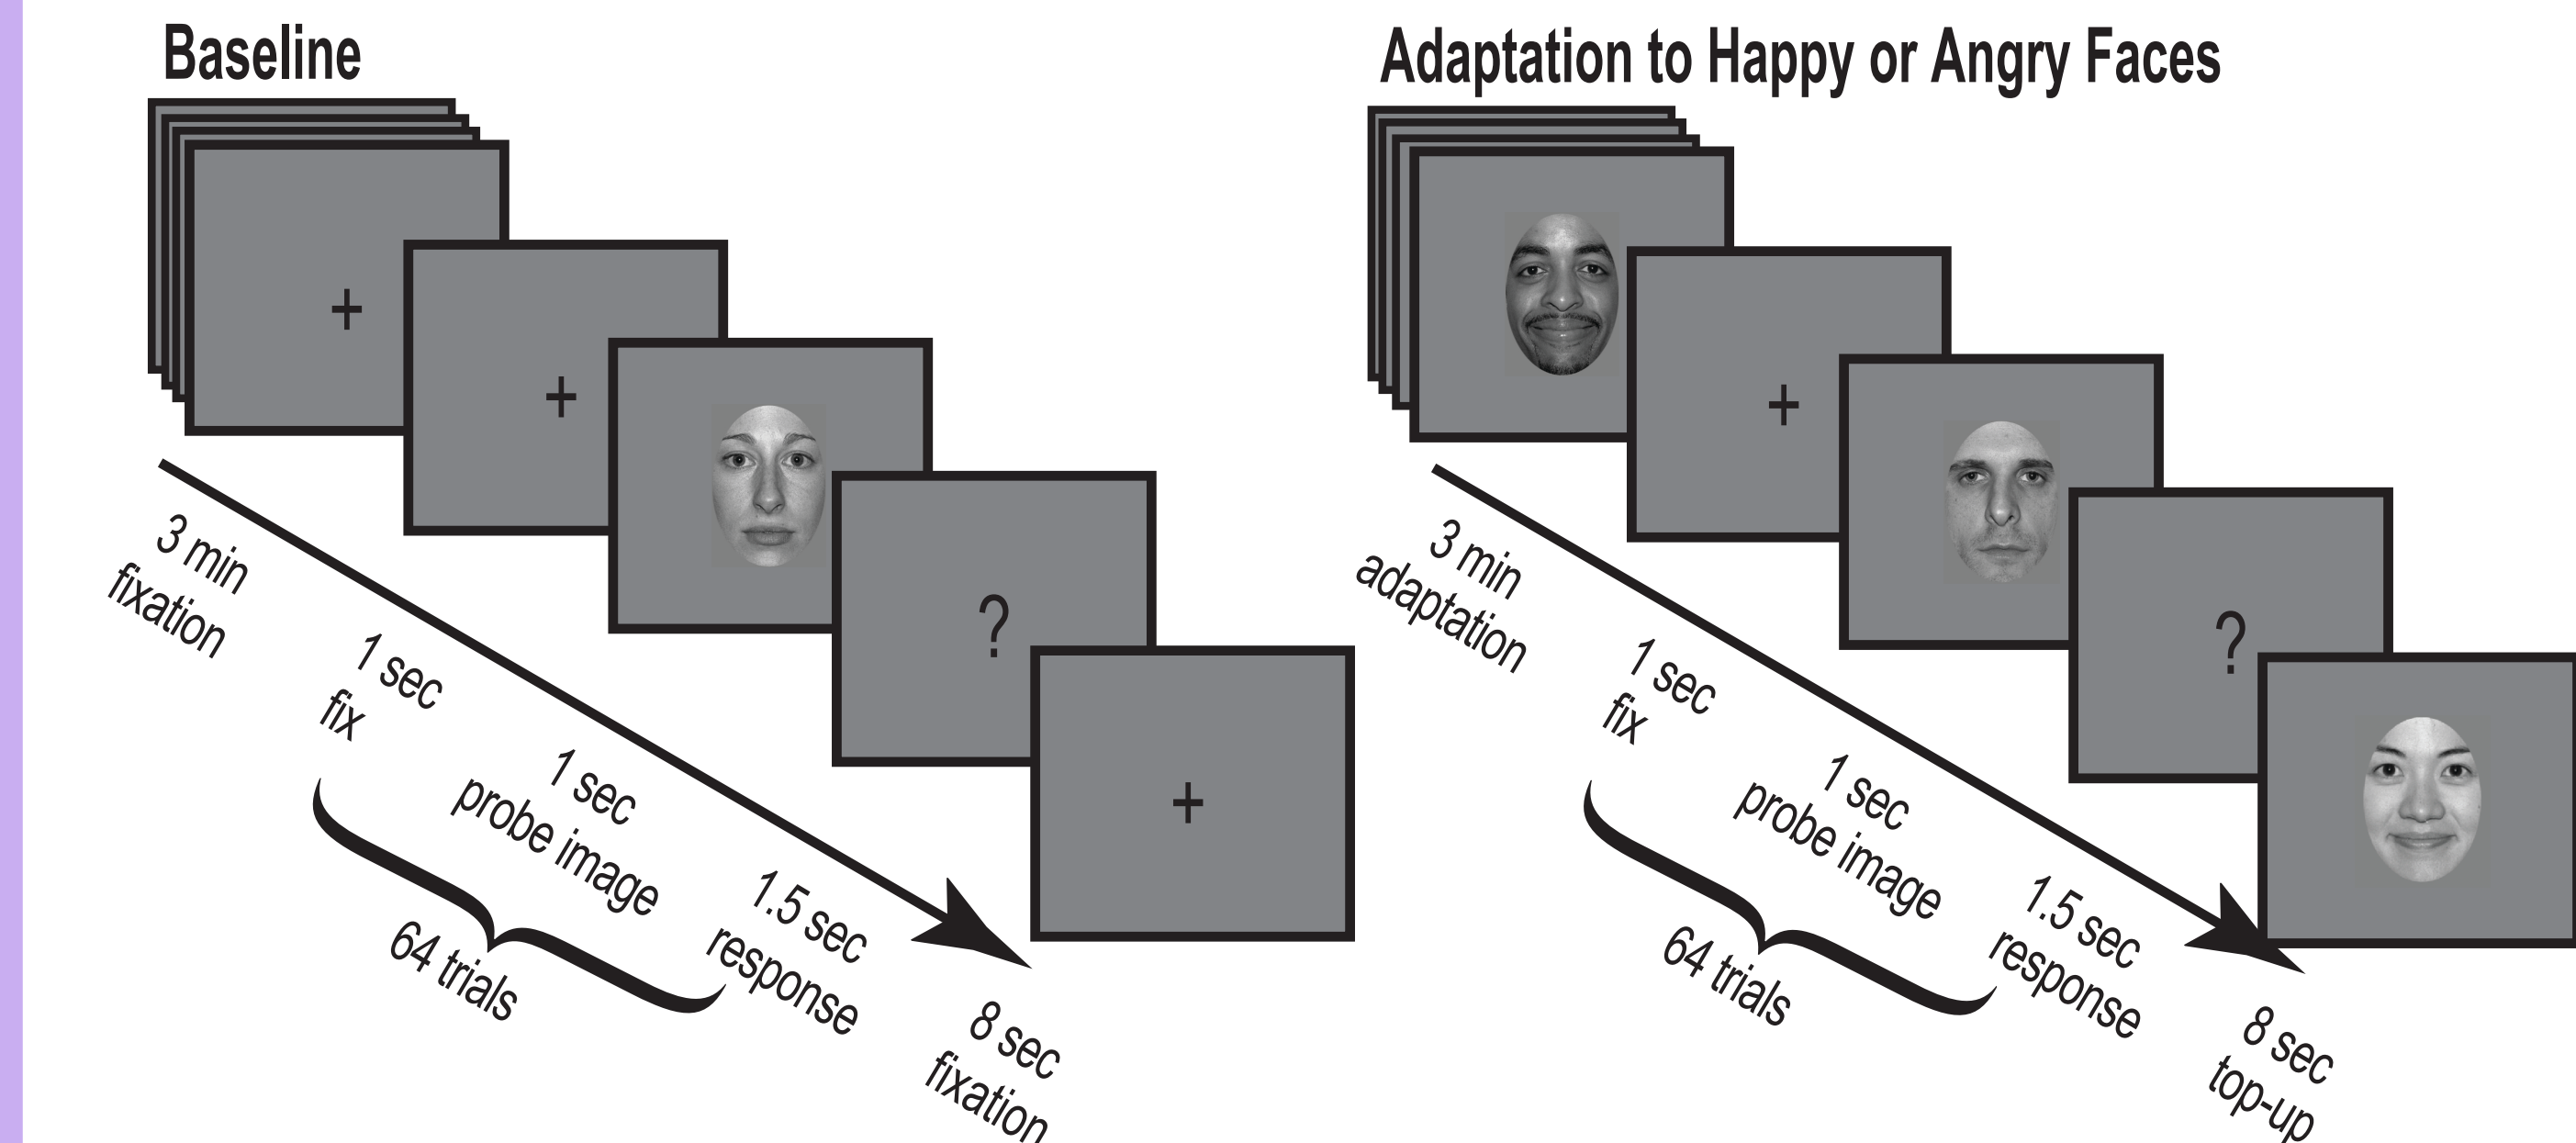 Baseline
+
+
?
+
3 min
fixation
1 sec
fix
1 sec
probe image
1.5 sec
response
8 sec
fixation
64 trials
Adaptation to Happy or Angry Faces
+
?
3 min
adaptation
1 sec
fix
1 sec
probe image
1.5 sec
response
8 sec
top-up
64 trials